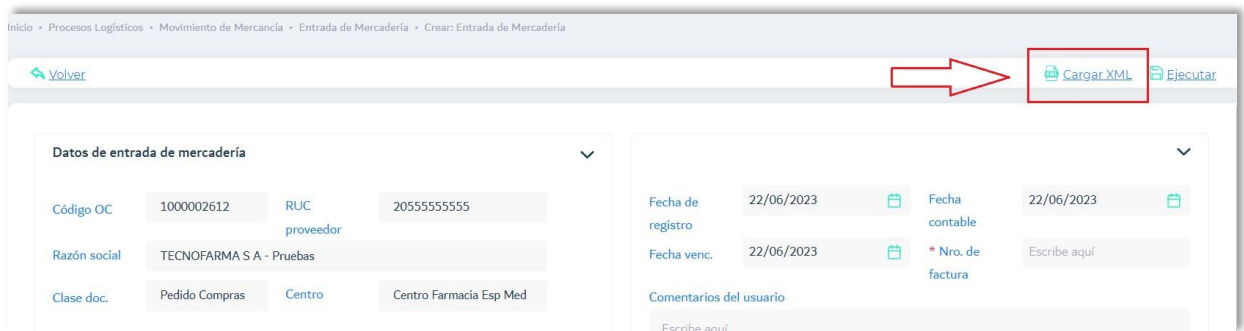 Inicio • Procesos Logísticos • Movimiento de Mercancía • Entrada de Mercadería • Crear: Entrada de Mercadería
Volver
Cargar XML
Ejecutar
Datos de entrada de mercadería
Código OC
1000002612
RUC proveedor
20555555555
Razón social
TECNOFARMA S A - Pruebas
Clase doc.
Pedido Compras
Centro
Centro Farmacia Esp Med
Fecha de registro
22/06/2023
Fecha contable
22/06/2023
Fecha venc.
22/06/2023
* Nro. de factura
Escribe aquí
Comentarios del usuario
Escribe aquí